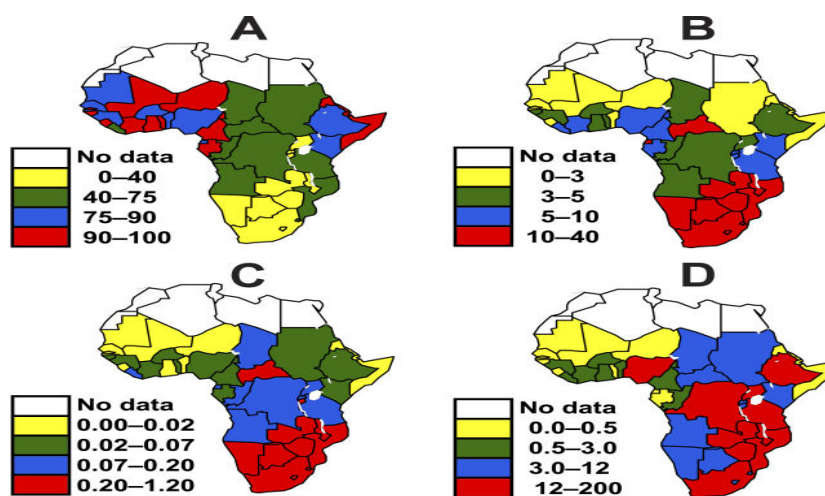 A
No data
0–40
40–75
75–90
90–100
B
No data
0–3
3–5
5–10
10–40
C
No data
0.00–0.02
0.02–0.07
0.07–0.20
0.20–1.20
D
No data
0.0–0.5
0.5–3.0
3.0–12
12–200